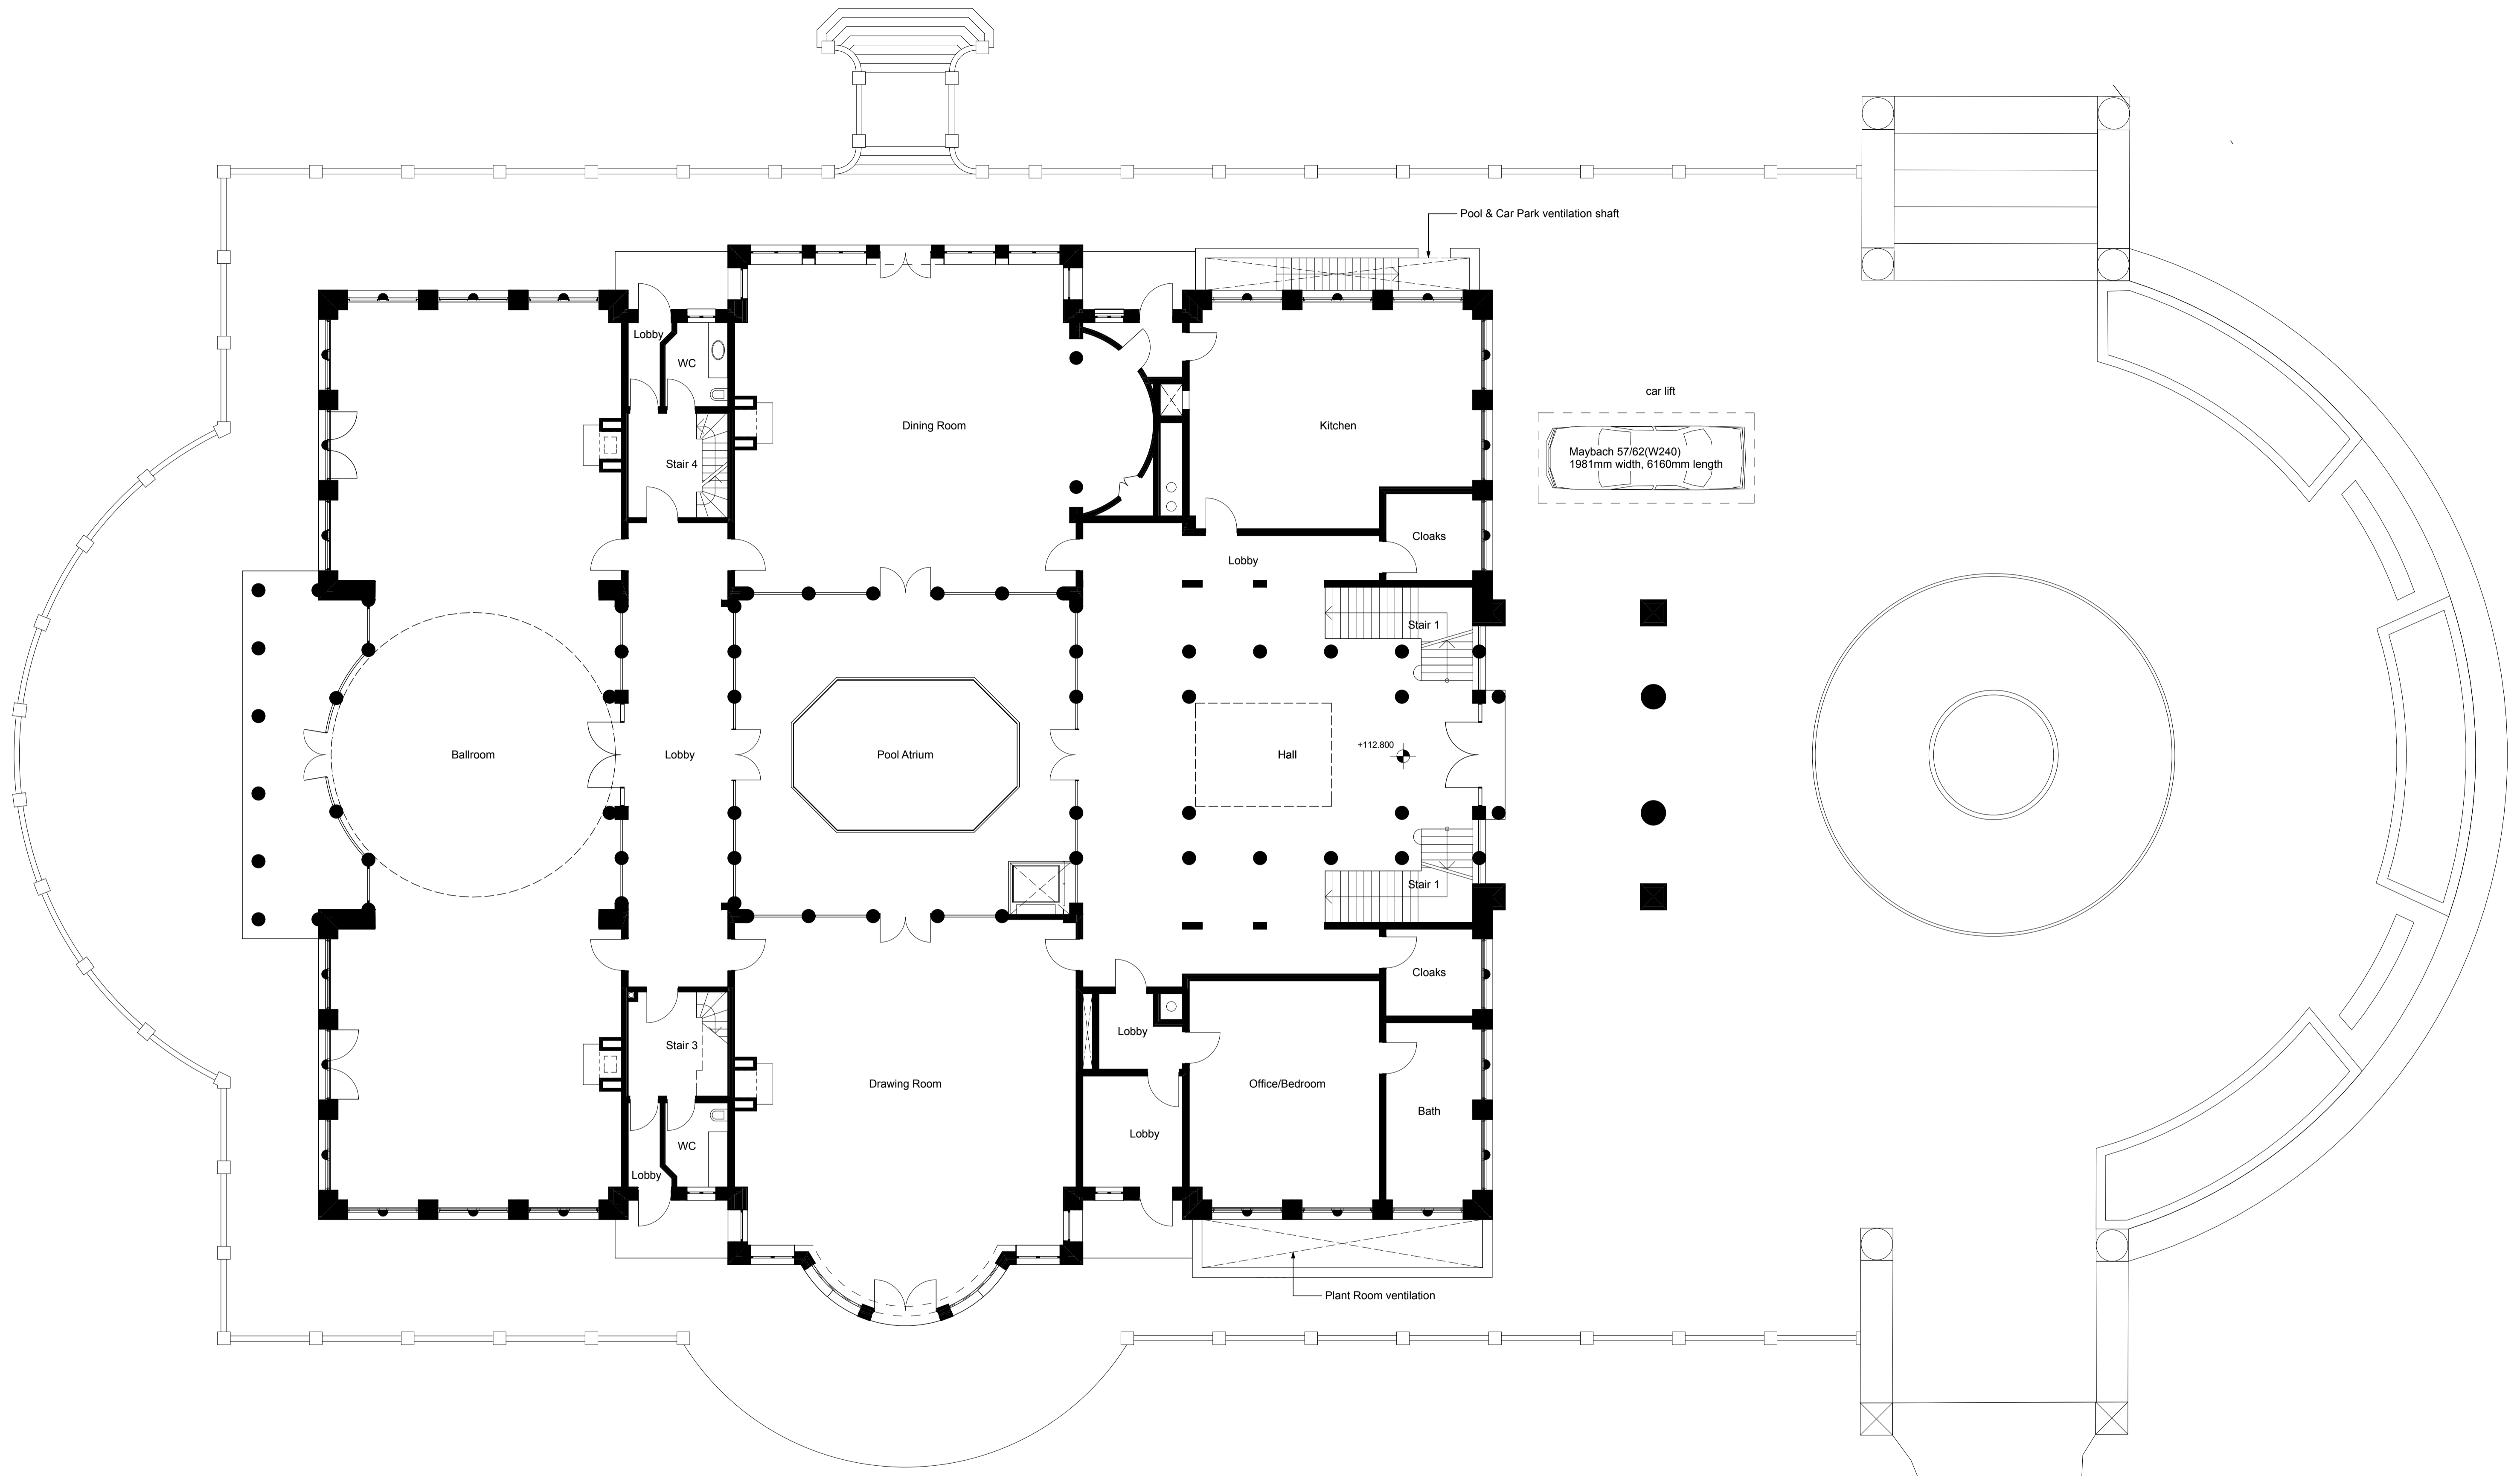 Pool & Car Park ventilation shaft
Lobby
WC
car lift
Dining Room
Kitchen
Maybach 57/62(W240)
1981mm width, 6160mm length
Stair 4
Cloaks
Lobby
Stair 1
+112.800
Ballroom
Lobby
Pool Atrium
Hall
Stair 1
Cloaks
Lobby
Stair 3
Drawing Room
Office/Bedroom
Bath
Lobby
WC
Lobby
Plant Room ventilation